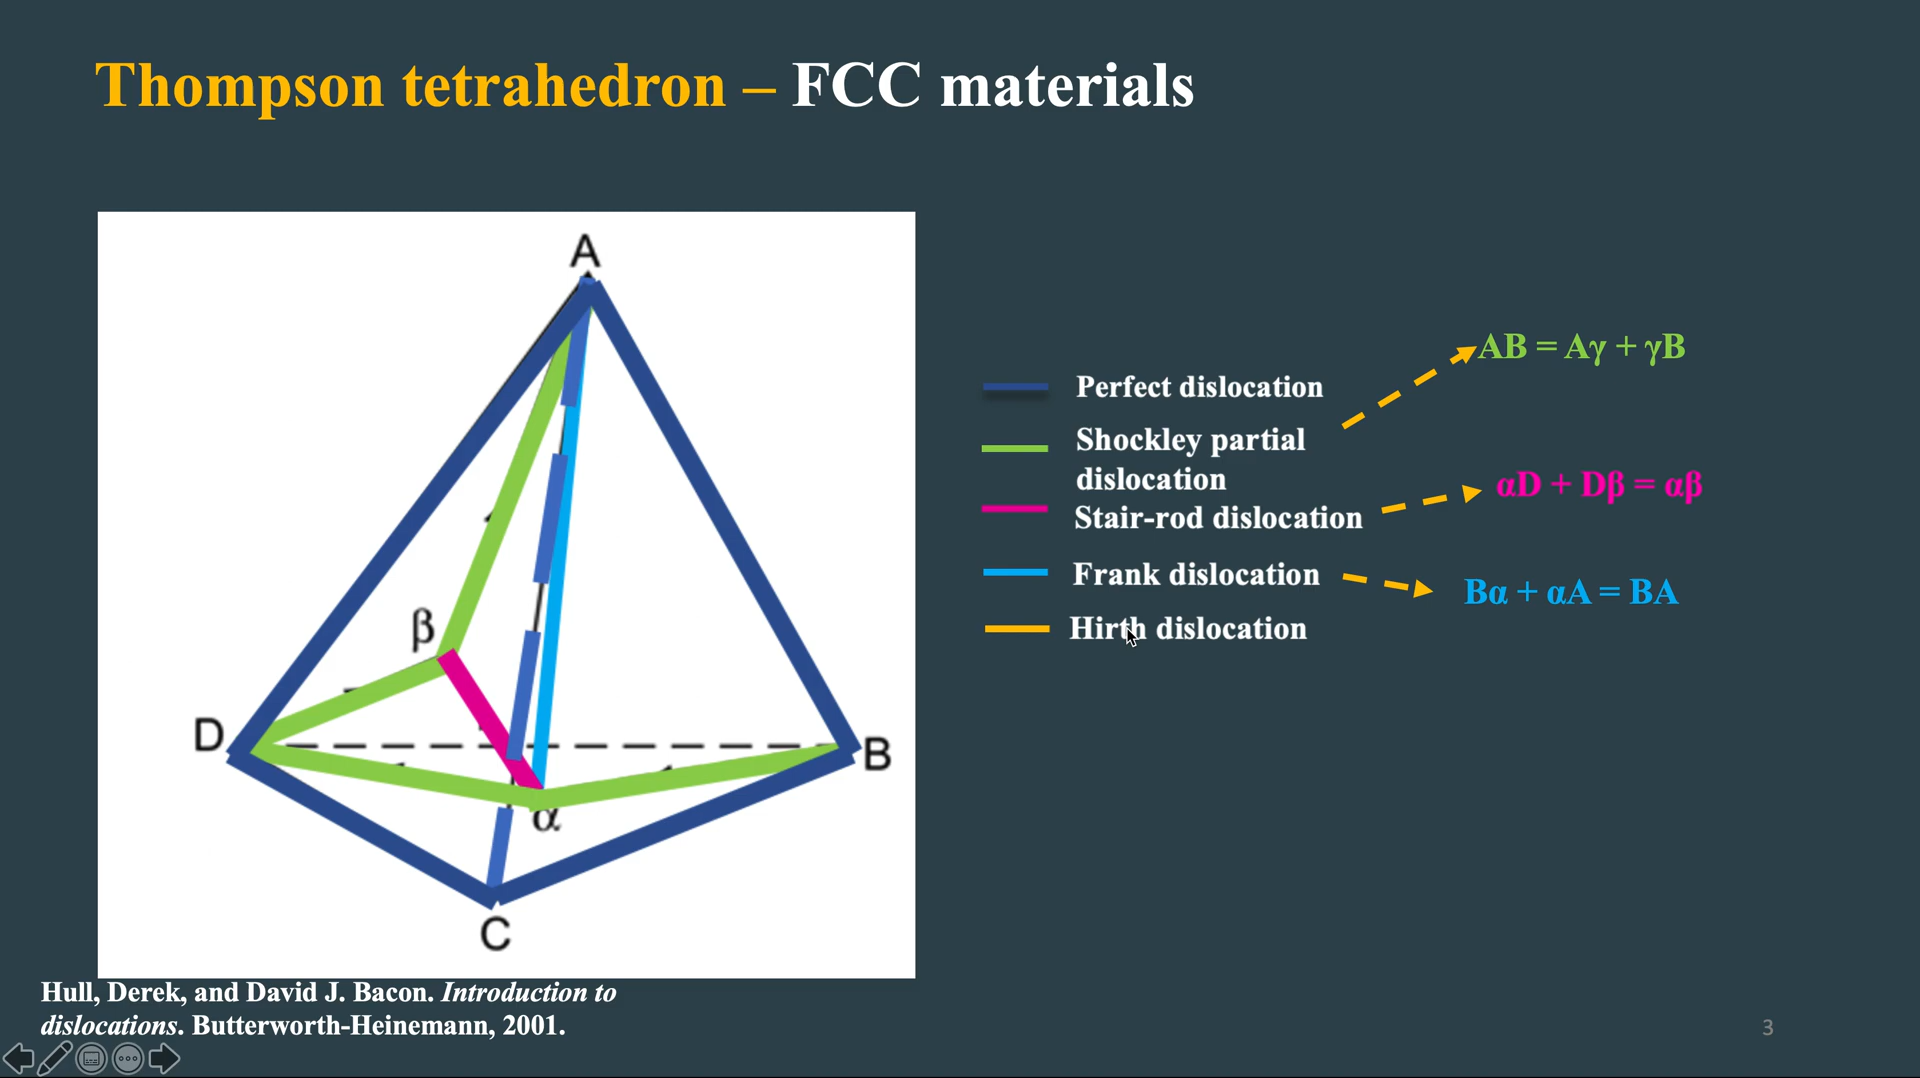 Thompson tetrahedron – FCC materials
A
β
D
B
α
C
Perfect dislocation
Shockley partial
dislocation
Stair-rod dislocation
Frank dislocation
Hirth dislocation
AB = Aγ + γB
αD + Dβ = αβ
Bα + αA = BA
Hull, Derek, and David J. Bacon. Introduction to
dislocations. Butterworth-Heinemann, 2001.
3